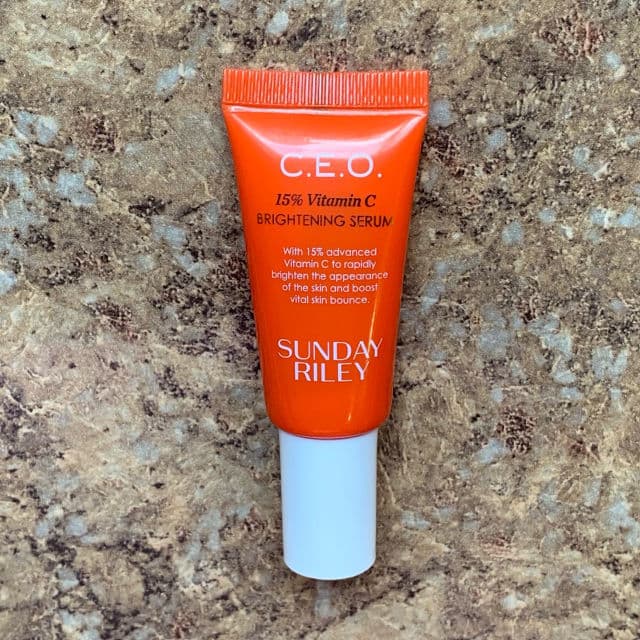 C.E.O.
15% Vitamin C
BRIGHTENING SERUM
With 15% advanced
Vitamin C to rapidly
brighten the appearance
of the skin and boost
vital skin bounce.
SUNDAY
RILEY